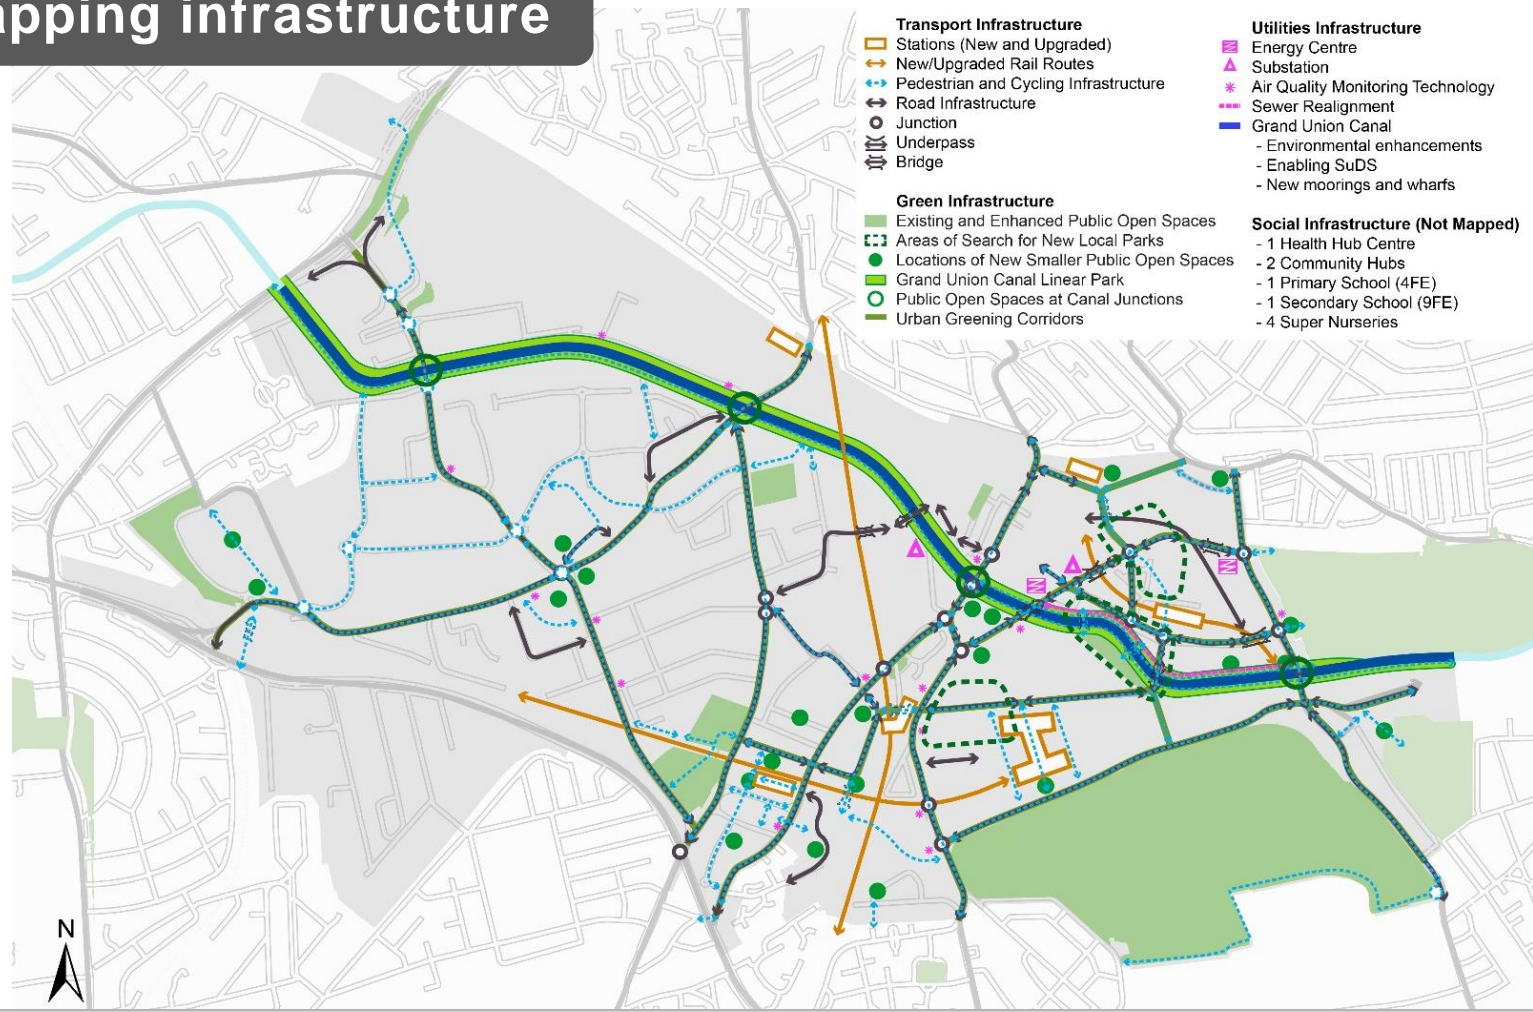 apping infrastructure
Transport Infrastructure
Stations (New and Upgraded)
New/Upgraded Rail Routes
Pedestrian and Cycling Infrastructure
Road Infrastructure
Junction
Underpass
Bridge
Green Infrastructure
Existing and Enhanced Public Open Spaces
Areas of Search for New Local Parks
Locations of New Smaller Public Open Spaces
Grand Union Canal Linear Park
Public Open Spaces at Canal Junctions
Urban Greening Corridors
Utilities Infrastructure
Energy Centre
Substation
Air Quality Monitoring Technology
Sewer Realignment
Grand Union Canal
- Environmental enhancements
- Enabling SuDS
- New moorings and wharfs
Social Infrastructure (Not Mapped)
- 1 Health Hub Centre
- 2 Community Hubs
- 1 Primary School (4FE)
- 1 Secondary School (9FE)
- 4 Super Nurseries
N